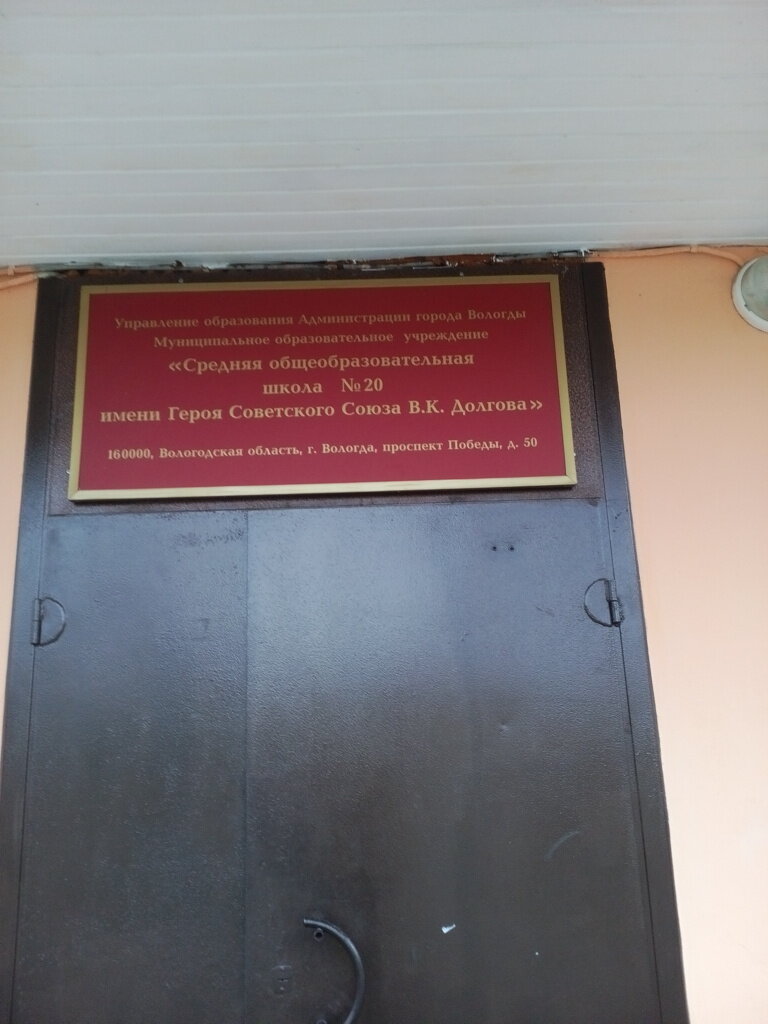 Управление образования Администрации города Вологды
Муниципальное образовательное учреждение
«Средняя общеобразовательная
школа №20
имени Героя Советского Союза В.К. Долгова»
160000, Вологодская область, г. Вологда, проспект Победы, д. 50